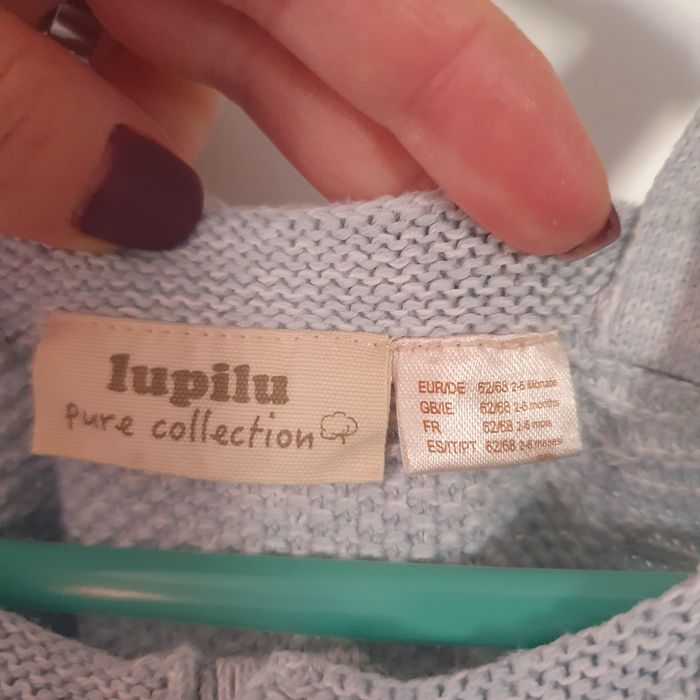 lupilu
pure collection
EUR/DE 62/68 2-6 Monate
GB/IE 62/68 2-6 months
FR 62/68 2-6 mois
ES/IT/PT 62/68 2-6 meses/